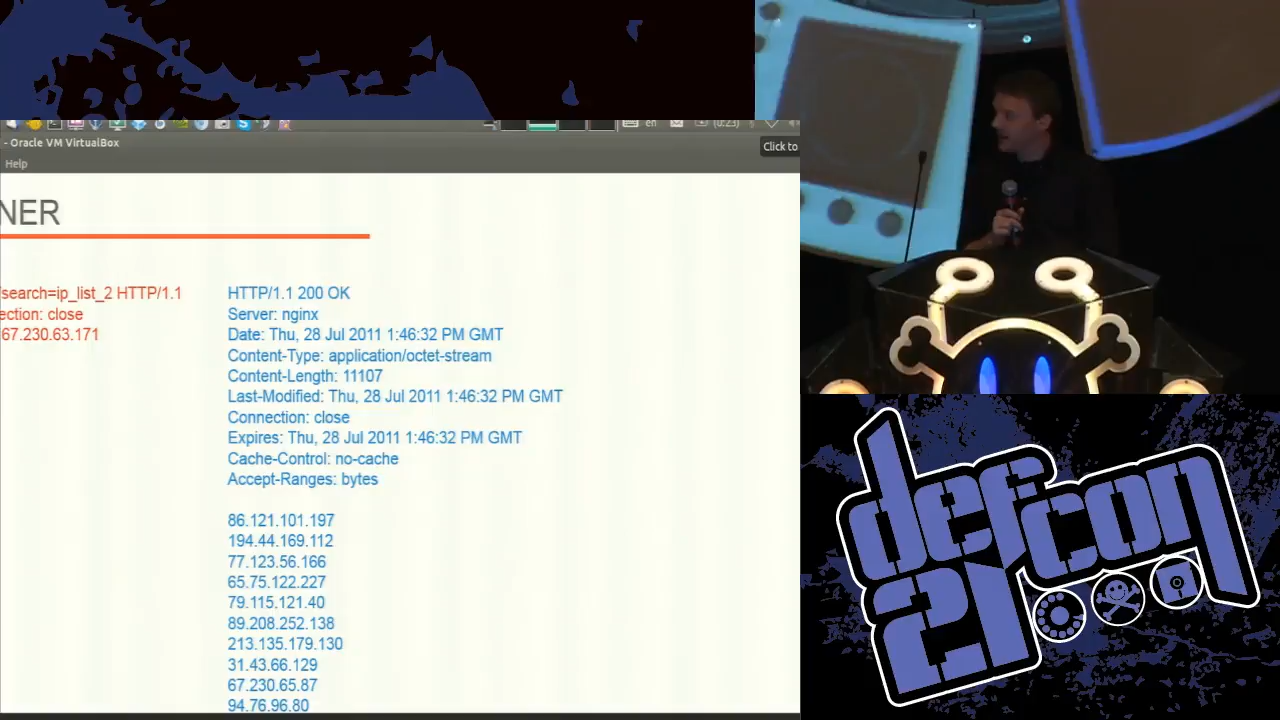 en
(0:23)
- Oracle VM VirtualBox
Click to
Help
NER
/search=ip_list_2 HTTP/1.1
ection: close
67.230.63.171
HTTP/1.1 200 OK
Server: nginx
Date: Thu, 28 Jul 2011 1:46:32 PM GMT
Content-Type: application/octet-stream
Content-Length: 11107
Last-Modified: Thu, 28 Jul 2011 1:46:32 PM GMT
Connection: close
Expires: Thu, 28 Jul 2011 1:46:32 PM GMT
Cache-Control: no-cache
Accept-Ranges: bytes
86.121.101.197
194.44.169.112
77.123.56.166
65.75.122.227
79.115.121.40
89.208.252.138
213.135.179.130
31.43.66.129
67.230.65.87
94.76.96.80
defcon
21